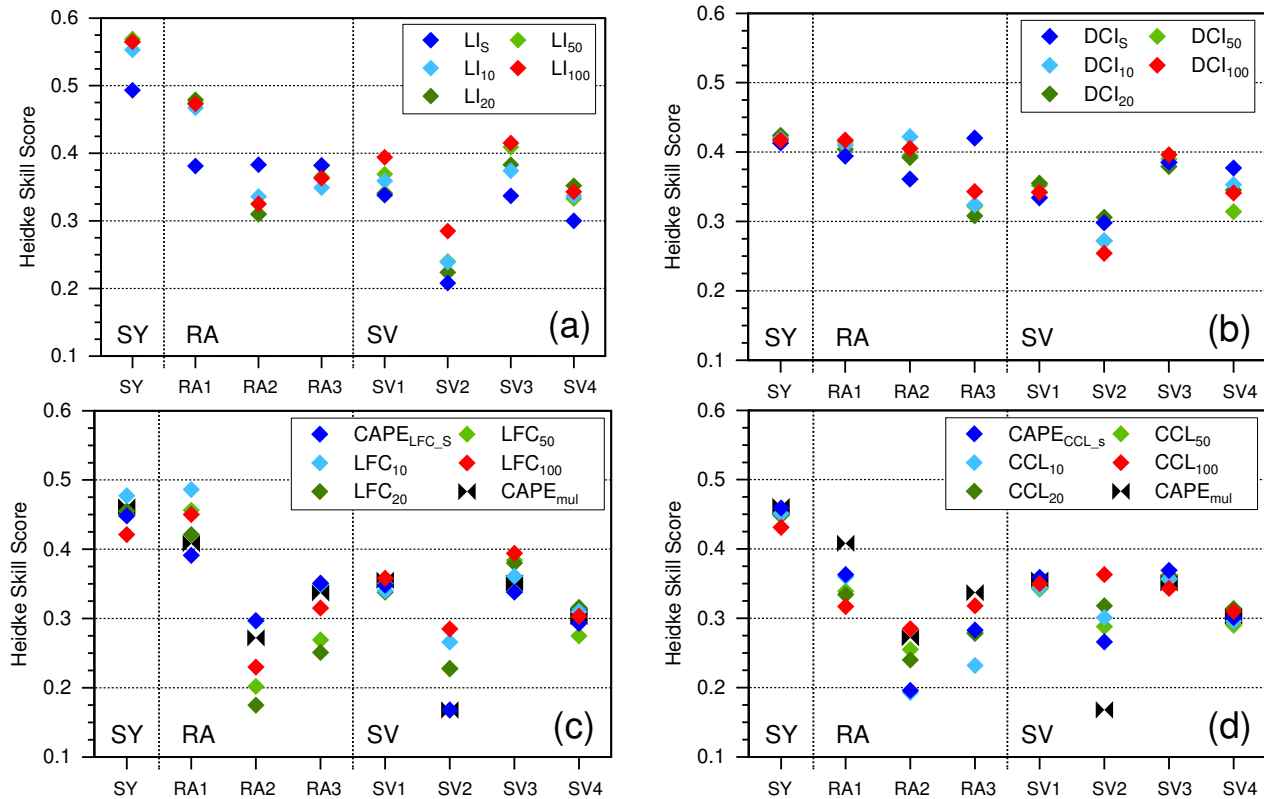 0.6
0.5
0.4
0.3
0.2
0.1
Heidke Skill Score
LI_S LI_50
LI_10 LI_100
LI_20
SY RA SV (a)
SY RA1 RA2 RA3 SV1 SV2 SV3 SV4
0.6
0.5
0.4
0.3
0.2
0.1
Heidke Skill Score
DCI_S DCI_50
DCI_10 DCI_100
DCI_20
SY RA SV (b)
SY RA1 RA2 RA3 SV1 SV2 SV3 SV4
0.6
0.5
0.4
0.3
0.2
0.1
Heidke Skill Score
CAPE_LFC_S LFC_50
LFC_10 LFC_100
LFC_20 CAPE_mul
SY RA SV (c)
SY RA1 RA2 RA3 SV1 SV2 SV3 SV4
0.6
0.5
0.4
0.3
0.2
0.1
Heidke Skill Score
CAPE_CCL_s CCL_50
CCL_10 CCL_100
CCL_20 CAPE_mul
SY RA SV (d)
SY RA1 RA2 RA3 SV1 SV2 SV3 SV4